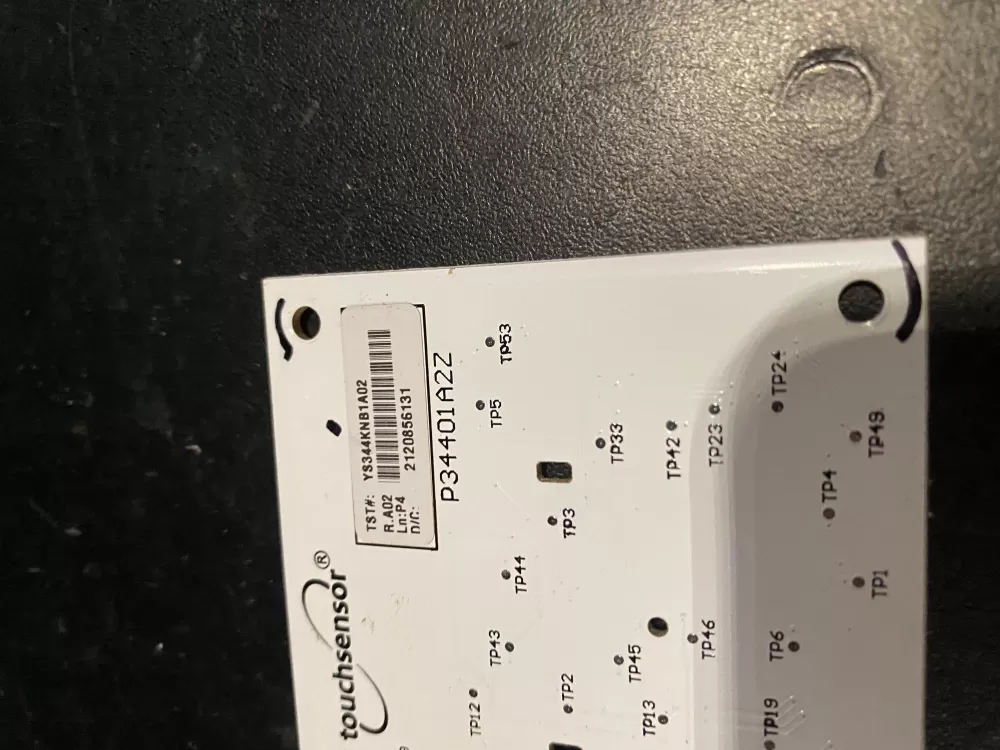 TST#: YS344KNB1A02
R.A02
Ln:P4
D/C: 2120856131
P34401A2Z
touchsensor®
TP53
TP5
TP33
TP42
TP23
TP24
TP49
TP4
TP3
TP44
TP1
TP43
TP45
TP46
TP6
TP12
TP2
TP13
TP19